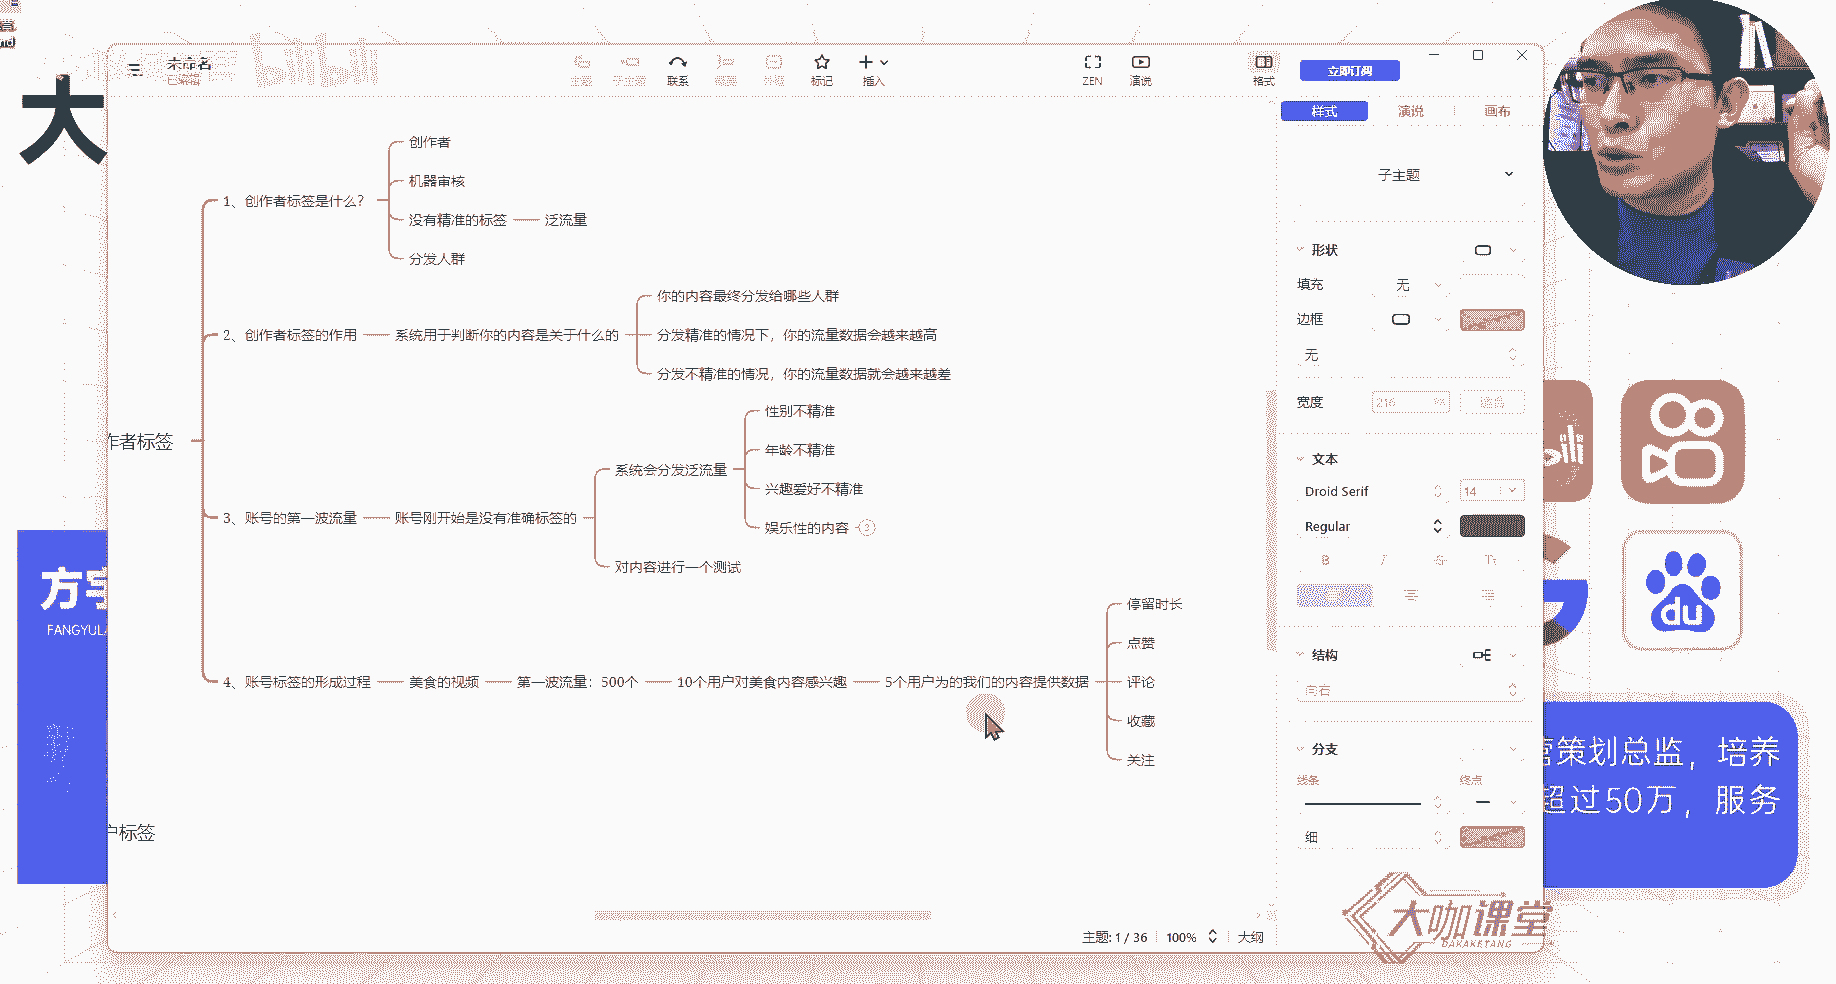 未命名
已编辑
bilibili
主题
子主题
联系
标记
插入
ZEN
演说
格式
立即订阅
大
样式
演说
画布
子主题
形状
填充
无
边框
无
宽度
216
文本
Droid Serif
14
Regular
结构
向右
分支
线条
终点
细
作者标签
1、创作者标签是什么?
创作者
机器审核
没有精准的标签
泛流量
分发人群
2、创作者标签的作用
系统用于判断你的内容是关于什么的
你的内容最终分发给哪些人群
分发精准的情况下，你的流量数据会越来越高
分发不精准的情况，你的流量数据就会越来越差
3、账号的第一波流量
账号刚开始是没有准确标签的
系统会分发泛流量
性别不精准
年龄不精准
兴趣爱好不精准
娱乐性的内容
对内容进行一个测试
4、账号标签的形成过程
美食的视频
第一波流量：500个
10个用户对美食内容感兴趣
5个用户为的我们的内容提供数据
停留时长
点赞
评论
收藏
关注
户标签
方宇
FANGYULA
du
营策划总监，培养
超过50万，服务
主题: 1 / 36
100%
大纲
大咖课堂
DAKAKETANG